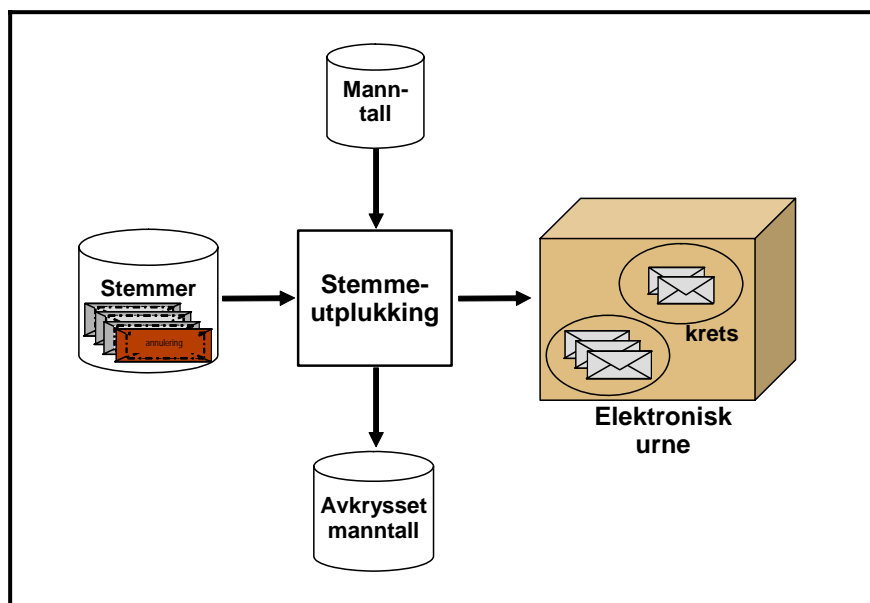 Mann-
tall
Stemmer
annulering
Stemme-
utplukking
krets
Elektronisk
urne
Avkrysset
manntall